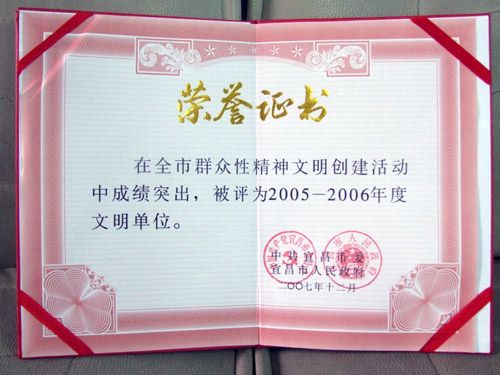 荣誉证书
在全市群众性精神文明创建活动
中成绩突出，被评为2005－2006年度
文明单位。
中共宜昌市委
宜昌市人民政府
二〇〇七年十二月